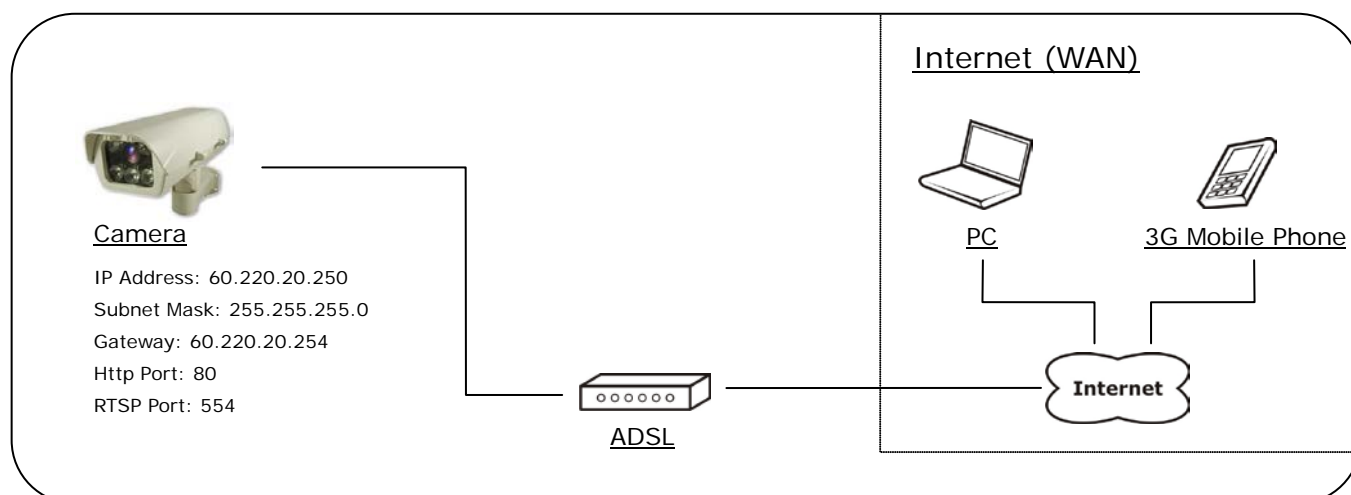 Internet (WAN)
Camera
IP Address: 60.220.20.250
Subnet Mask: 255.255.255.0
Gateway: 60.220.20.254
Http Port: 80
RTSP Port: 554
PC
3G Mobile Phone
ADSL
Internet